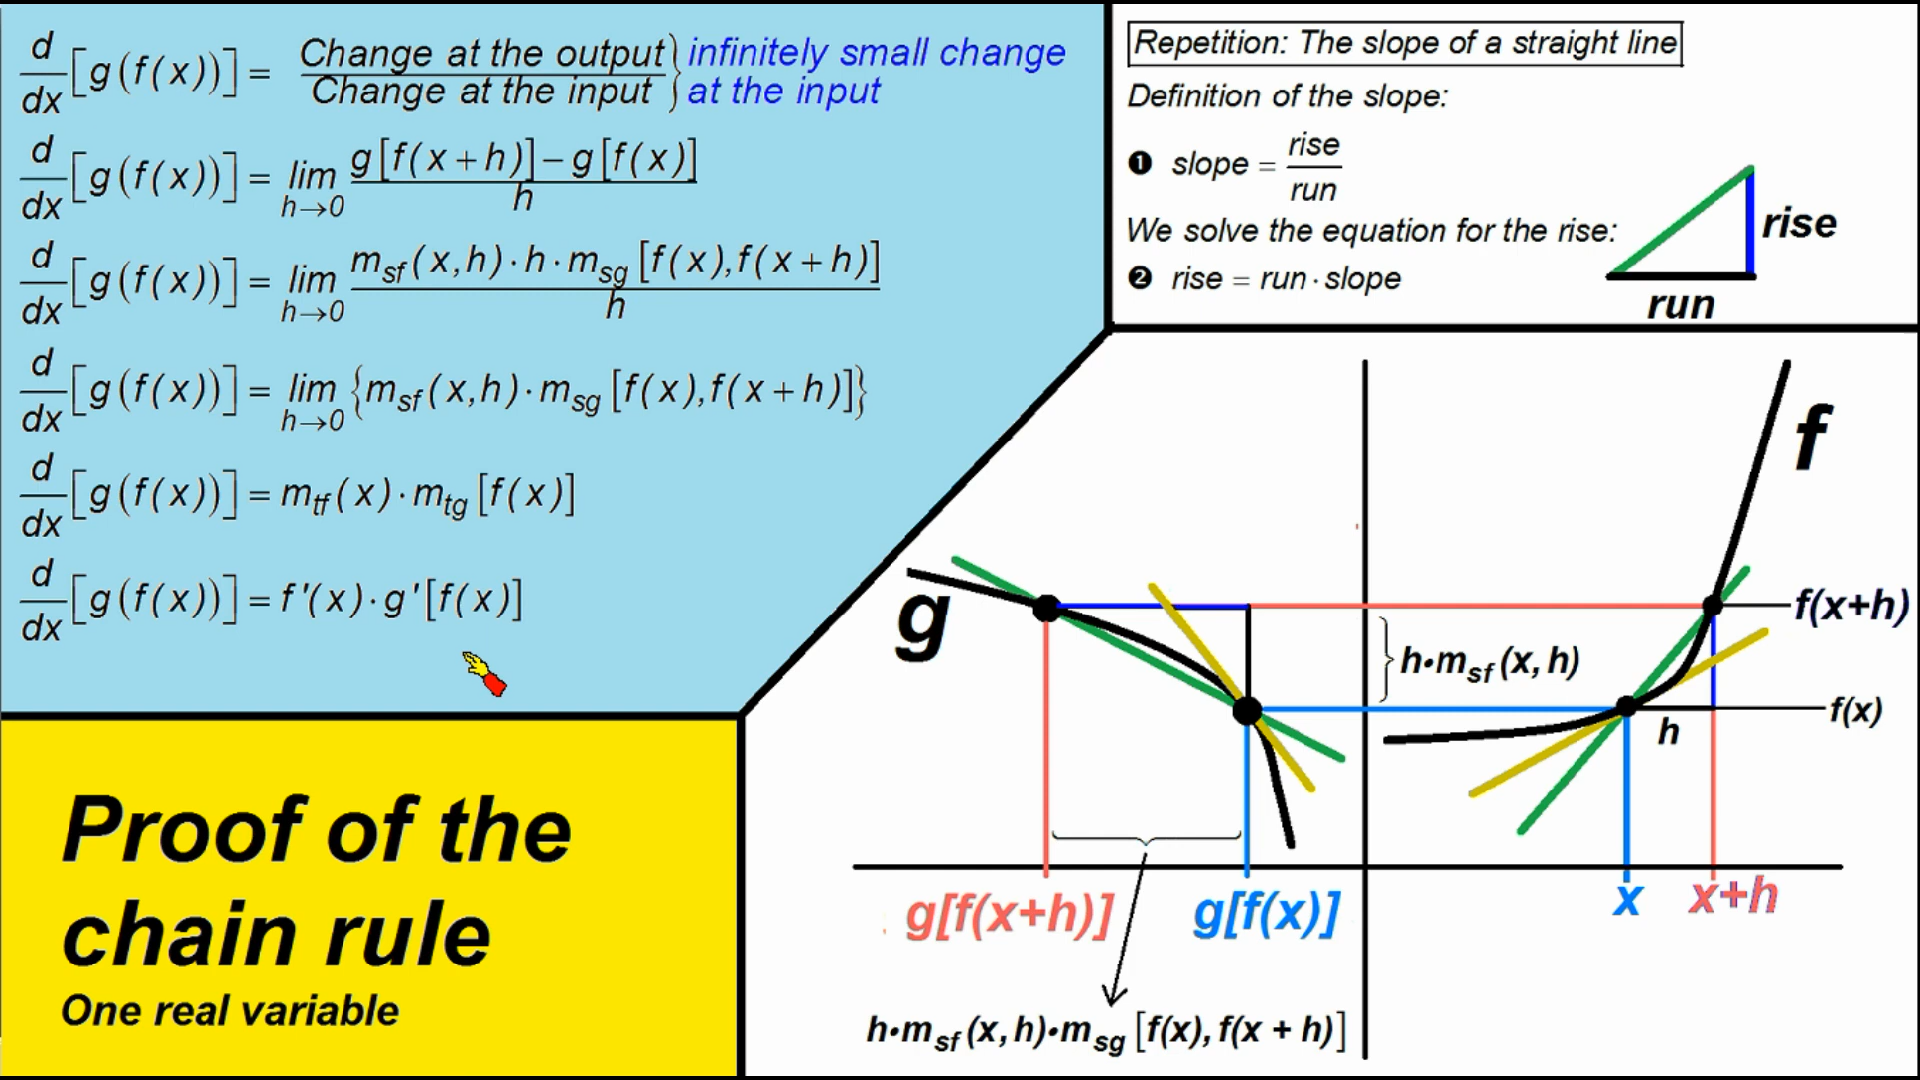 d/dx [g(f(x))] = Change at the output / Change at the input } infinitely small change at the input
d/dx [g(f(x))] = lim h→0 g[f(x+h)]−g[f(x)] / h
d/dx [g(f(x))] = lim h→0 m_sf(x,h)·h·m_sg[f(x),f(x+h)] / h
d/dx [g(f(x))] = lim h→0 {m_sf(x,h)·m_sg[f(x),f(x+h)]}
d/dx [g(f(x))] = m_tf(x)·m_tg[f(x)]
d/dx [g(f(x))] = f'(x)·g'[f(x)]
Proof of the
chain rule
One real variable
Repetition: The slope of a straight line
Definition of the slope:
❶ slope = rise / run
We solve the equation for the rise:
❷ rise = run·slope
rise
run
f
g
f(x+h)
h•m_sf(x,h)
f(x)
h
g[f(x+h)]
g[f(x)]
x
x+h
h•m_sf(x,h)•m_sg[f(x),f(x+h)]